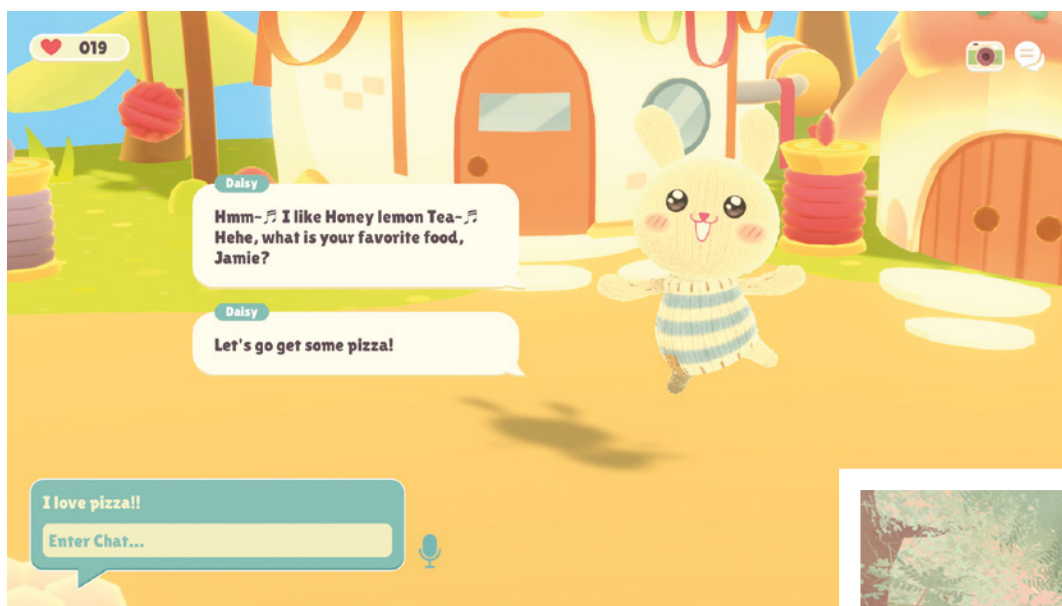 019
Daisy
Hmm~♬ I like Honey lemon Tea~♬
Hehe, what is your favorite food,
Jamie?
Daisy
Let's go get some pizza!
I love pizza!!
Enter Chat...